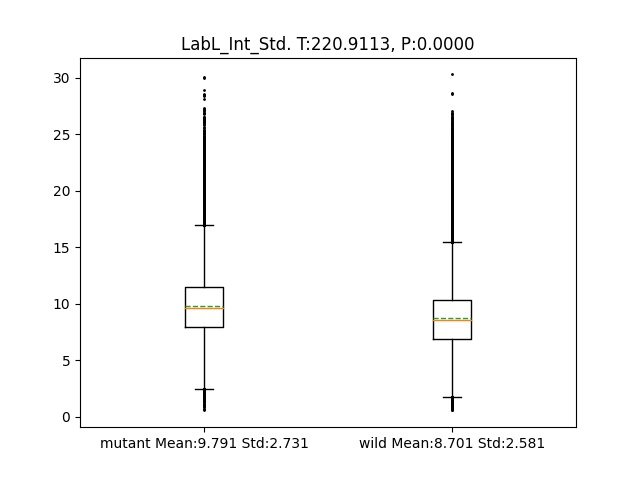 LabL_Int_Std. T:220.9113, P:0.0000
30
25
20
15
10
5
0
mutant Mean:9.791 Std:2.731
wild Mean:8.701 Std:2.581